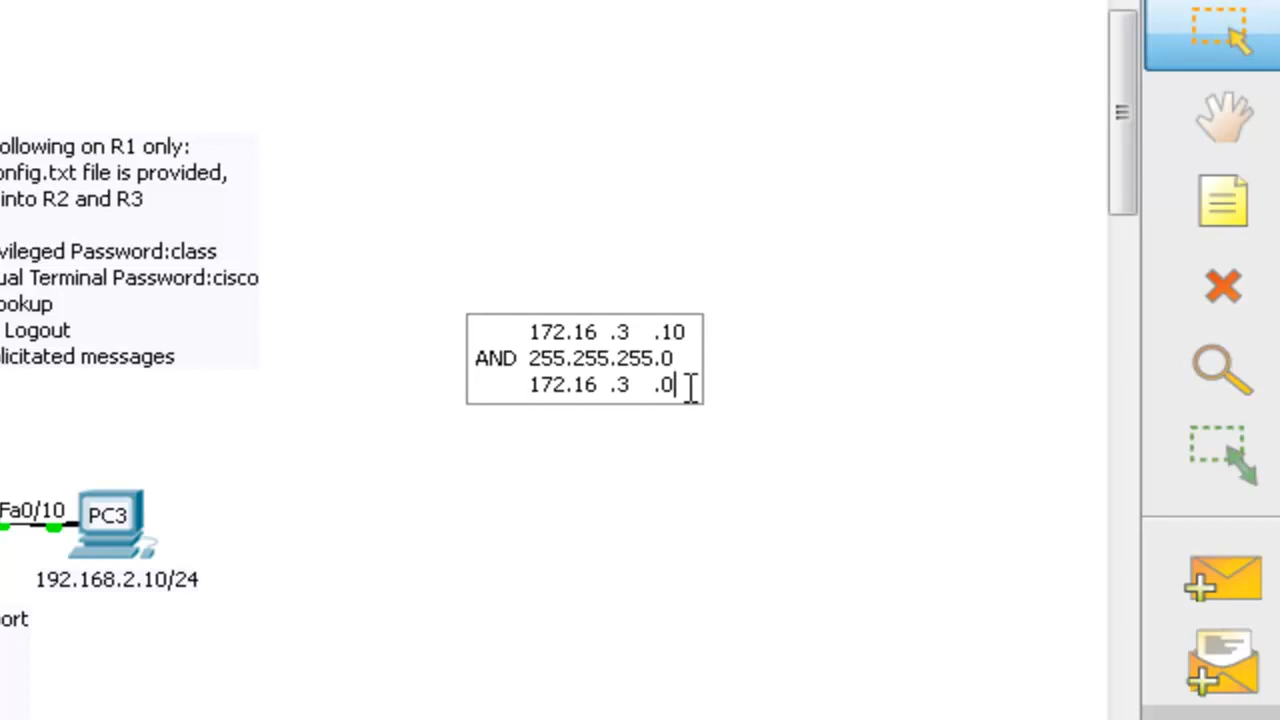 ollowing on R1 only:
onfig.txt file is provided,
into R2 and R3
vileged Password:class
ual Terminal Password:cisco
ookup
Logout
licitated messages
172.16 .3 .10
AND 255.255.255.0
172.16 .3 .0
Fa0/10
PC3
192.168.2.10/24
ort